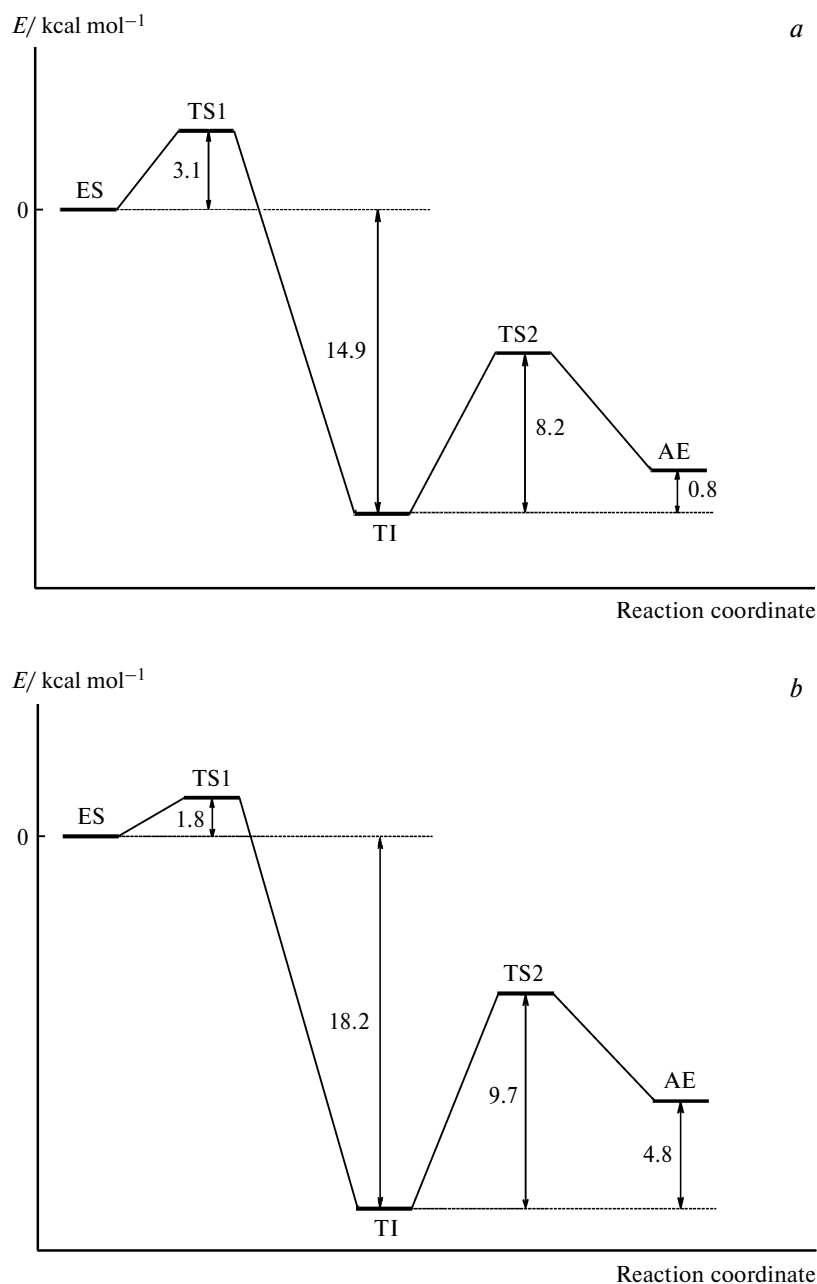 E/ kcal mol−1
a
TS1
3.1
ES
0
TS2
14.9
8.2
AE
0.8
TI
Reaction coordinate
E/ kcal mol−1
b
TS1
ES
1.8
0
TS2
18.2
AE
9.7
4.8
TI
Reaction coordinate